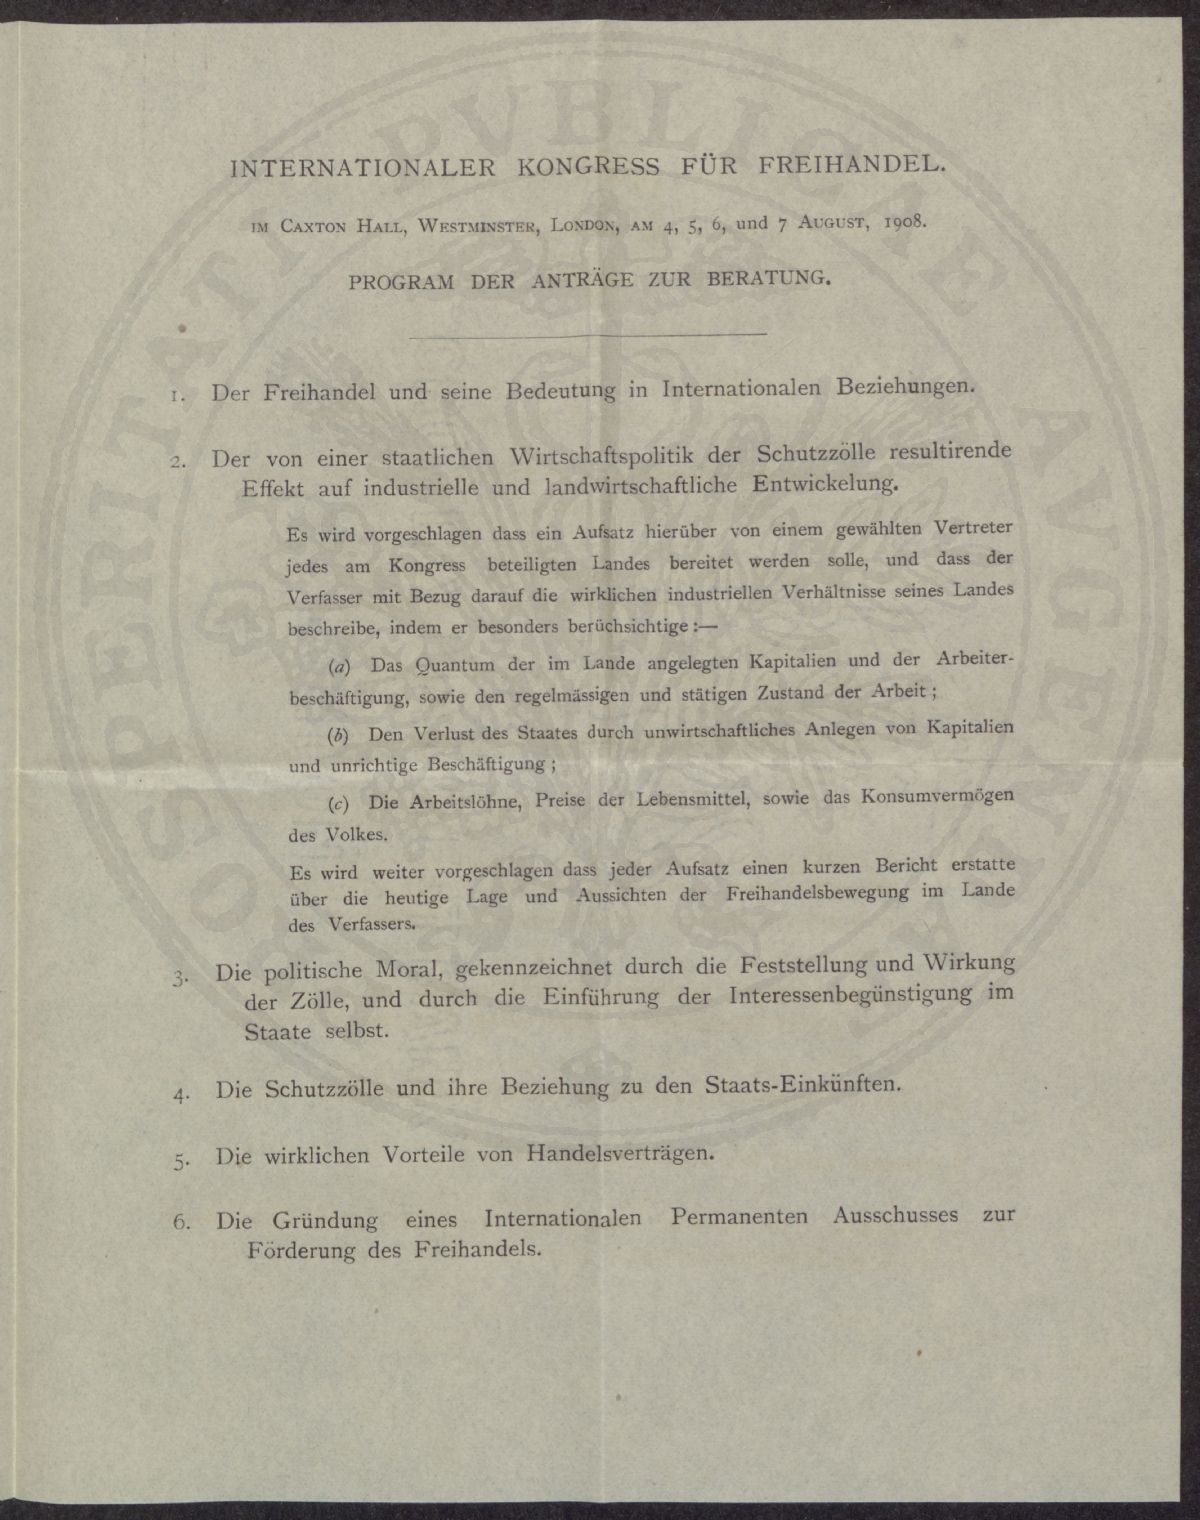 INTERNATIONALER KONGRESS FÜR FREIHANDEL.
IM CAXTON HALL, WESTMINSTER, LONDON, AM 4, 5, 6, und 7 AUGUST, 1908.
PROGRAM DER ANTRÄGE ZUR BERATUNG.
1. Der Freihandel und seine Bedeutung in Internationalen Beziehungen.
2. Der von einer staatlichen Wirtschaftspolitik der Schutzzölle resultirende
Effekt auf industrielle und landwirtschaftliche Entwickelung.
Es wird vorgeschlagen dass ein Aufsatz hierüber von einem gewählten Vertreter
jedes am Kongress beteiligten Landes bereitet werden solle, und dass der
Verfasser mit Bezug darauf die wirklichen industriellen Verhältnisse seines Landes
beschreibe, indem er besonders berüchsichtige :—
(a) Das Quantum der im Lande angelegten Kapitalien und der Arbeiter-
beschäftigung, sowie den regelmässigen und stätigen Zustand der Arbeit ;
(b) Den Verlust des Staates durch unwirtschaftliches Anlegen von Kapitalien
und unrichtige Beschäftigung ;
(c) Die Arbeitslöhne, Preise der Lebensmittel, sowie das Konsumvermögen
des Volkes.
Es wird weiter vorgeschlagen dass jeder Aufsatz einen kurzen Bericht erstatte
über die heutige Lage und Aussichten der Freihandelsbewegung im Lande
des Verfassers.
3. Die politische Moral, gekennzeichnet durch die Feststellung und Wirkung
der Zölle, und durch die Einführung der Interessenbegünstigung im
Staate selbst.
4. Die Schutzzölle und ihre Beziehung zu den Staats-Einkünften.
5. Die wirklichen Vorteile von Handelsverträgen.
6. Die Gründung eines Internationalen Permanenten Ausschusses zur
Förderung des Freihandels.